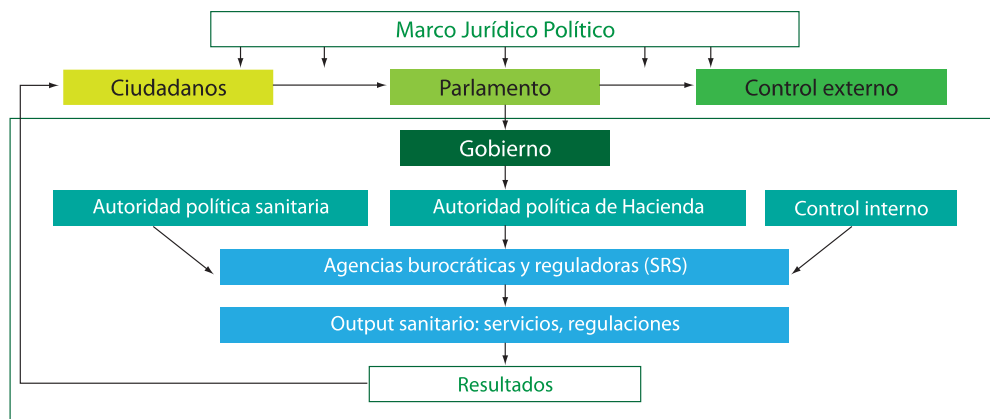 Marco Jurídico Político
Ciudadanos
Parlamento
Control externo
Gobierno
Autoridad política sanitaria
Autoridad política de Hacienda
Control interno
Agencias burocráticas y reguladoras (SRS)
Output sanitario: servicios, regulaciones
Resultados